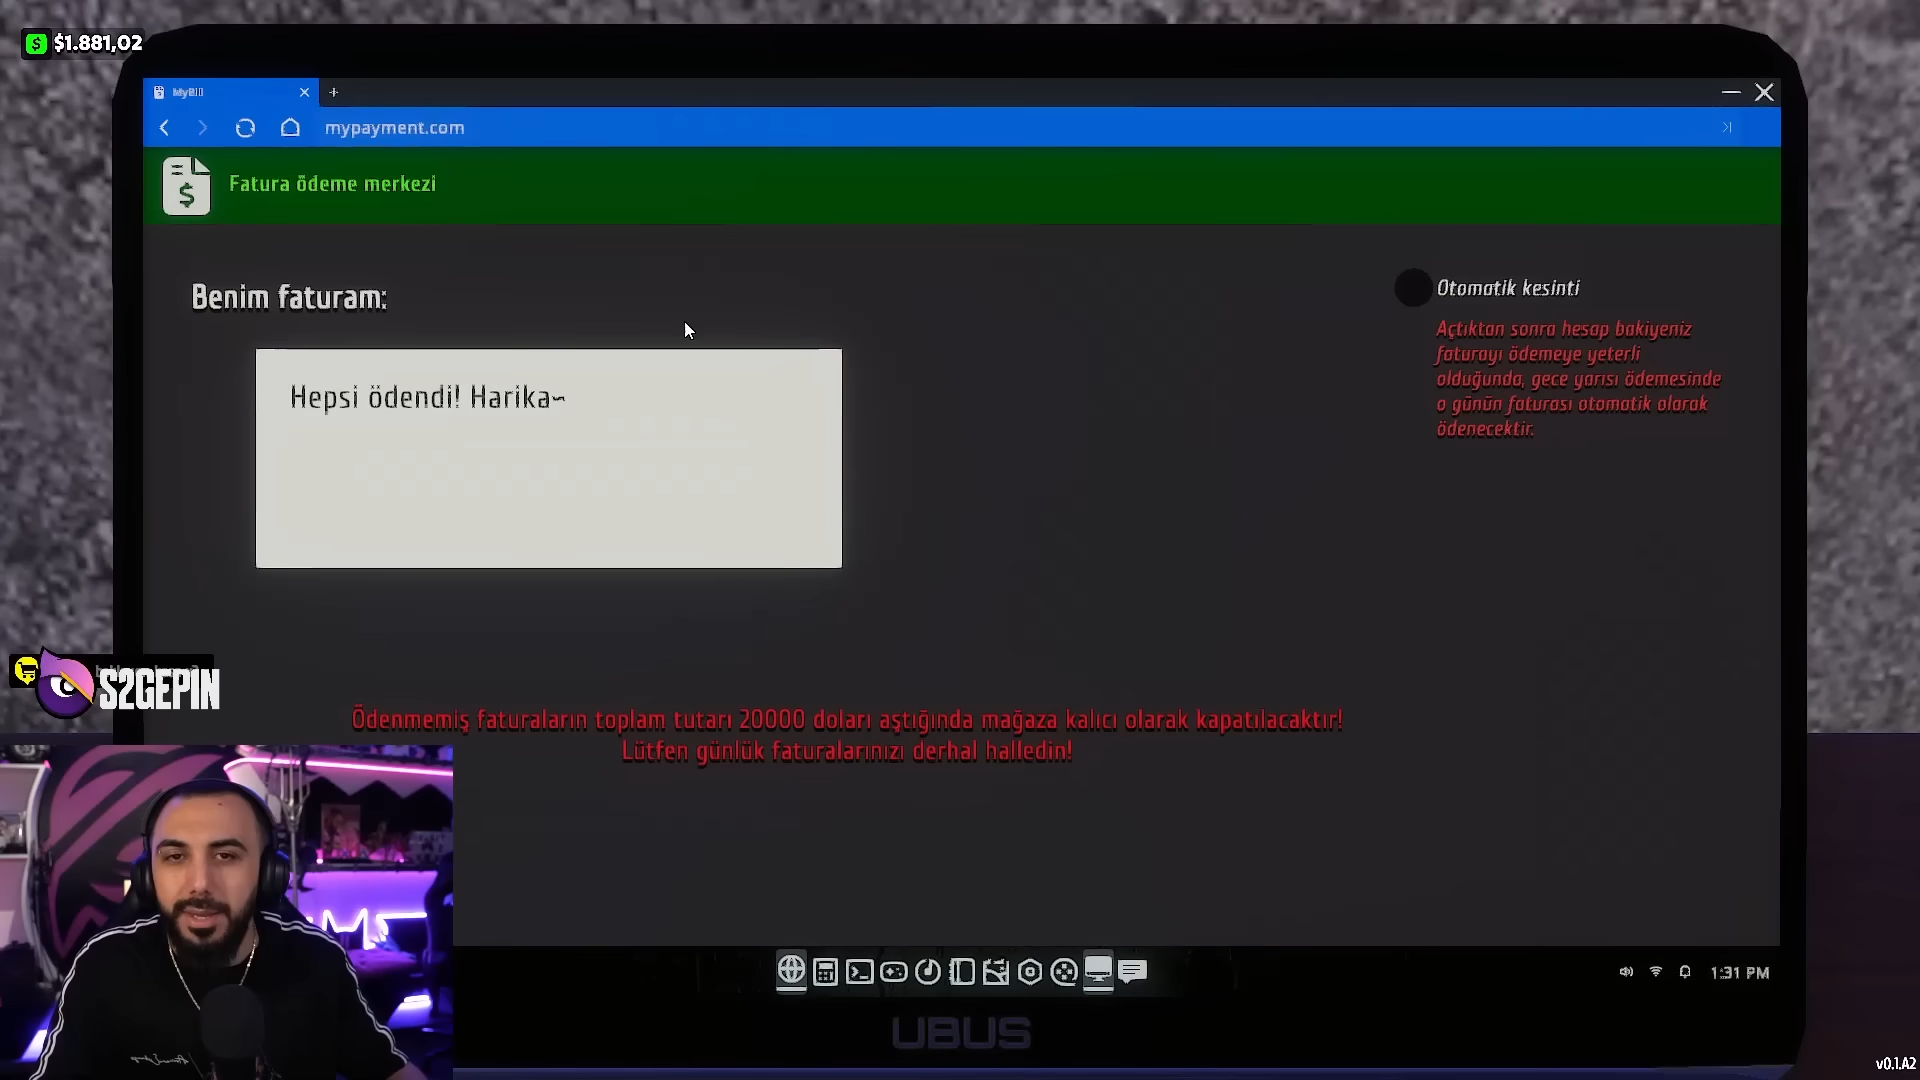 $1.881,02
MyBill
mypayment.com
$
Fatura ödeme merkezi
Benim faturam:
Hepsi ödendi! Harika~
Otomatik kesinti
Açtıktan sonra hesap bakiyeniz
faturayı ödemeye yeterli
olduğunda, gece yarısı ödemesinde
o günün faturası otomatik olarak
ödenecektir.
S2GEPIN
Ödenmemiş faturaların toplam tutarı 20000 doları aştığında mağaza kalıcı olarak kapatılacaktır!
Lütfen günlük faturalarınızı derhal halledin!
1:31 PM
UBUS
v0.1.A2